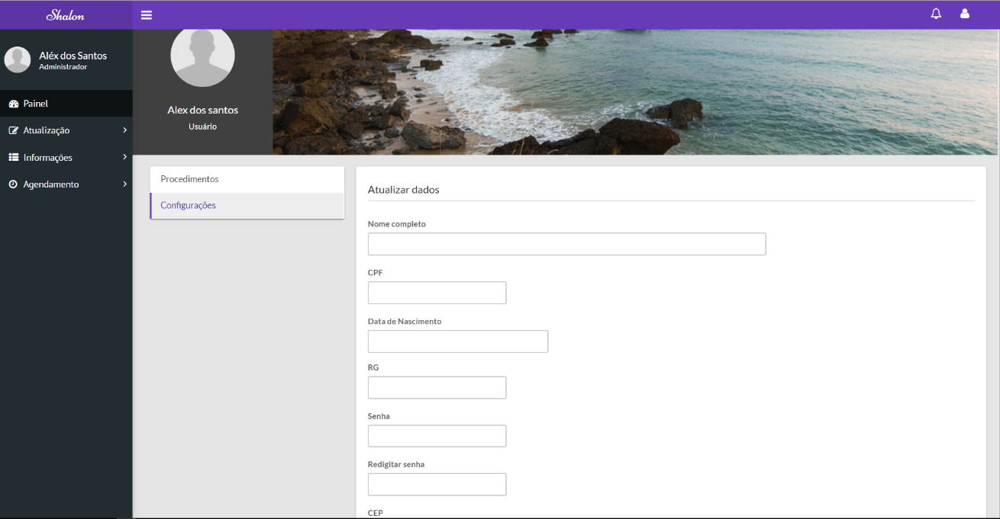 Shalon
Aléx dos Santos
Administrador
Painel
Atualização
Informações
Agendamento
Alex dos santos
Usuário
Procedimentos
Configurações
Atualizar dados
Nome completo
CPF
Data de Nascimento
RG
Senha
Redigitar senha
CEP